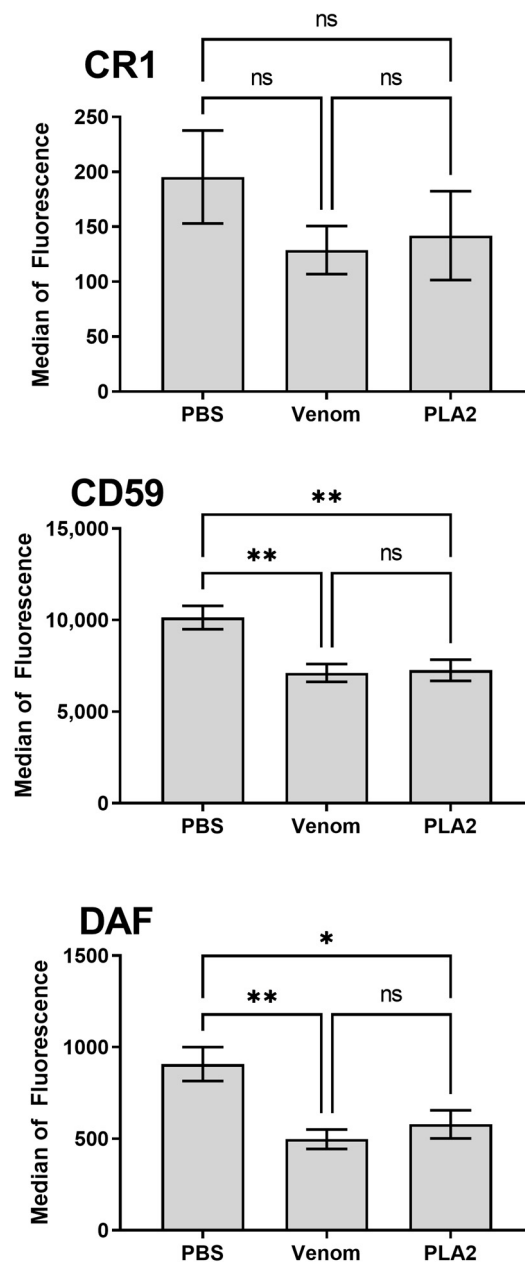 ns
CR1
ns ns
250
200
150
100
50
0
Median of Fluorescence
PBS Venom PLA2
CD59
**
15,000
** ns
10,000
5,000
0
Median of Fluorescence
PBS Venom PLA2
DAF
*
1500
** ns
1000
500
0
Median of Fluorescence
PBS Venom PLA2